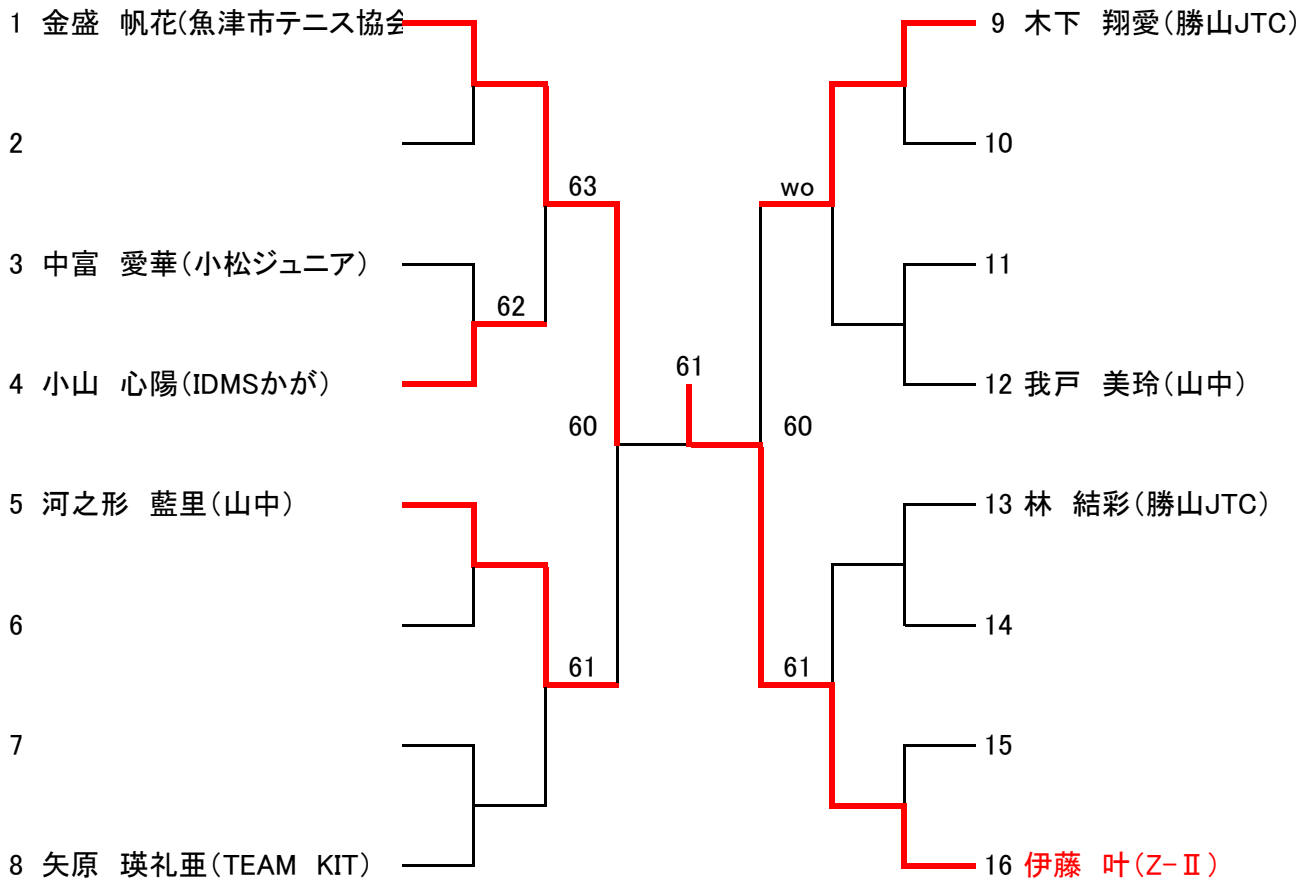 1 金盛 帆花(魚津市テニス協会
2
63
3 中富 愛華(小松ジュニア)
62
4 小山 心陽(IDMSかが)
60
5 河之形 藍里(山中)
6
61
7
8 矢原 瑛礼亜(TEAM KIT)
61
9 木下 翔愛(勝山JTC)
10
wo
11
12 我戸 美玲(山中)
60
13 林 結彩(勝山JTC)
14
61
15
16 伊藤 叶(Z-Ⅱ)